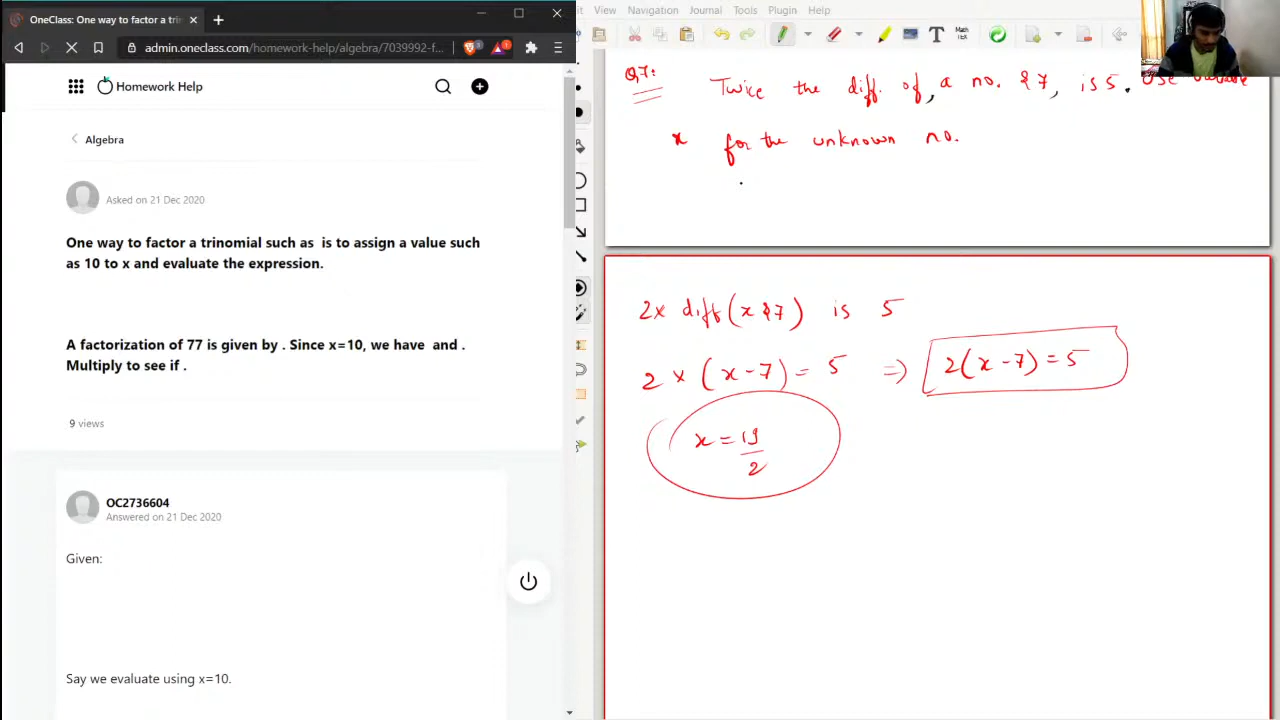 OneClass: One way to factor a tri
admin.oneclass.com/homework-help/algebra/7039992-f...
Homework Help
Algebra
Asked on 21 Dec 2020
One way to factor a trinomial such as is to assign a value such
as 10 to x and evaluate the expression.
A factorization of 77 is given by . Since x=10, we have and .
Multiply to see if .
9 views
OC2736604
Answered on 21 Dec 2020
Given:
Say we evaluate using x=10.
it View Navigation Journal Tools Plugin Help
Q7: Twice the diff. of, a no. & 7, is 5. Use variable
x for the unknown no.
2x diff(x & 7) is 5
2 × (x - 7) = 5 => 2(x - 7) = 5
x = 19
2